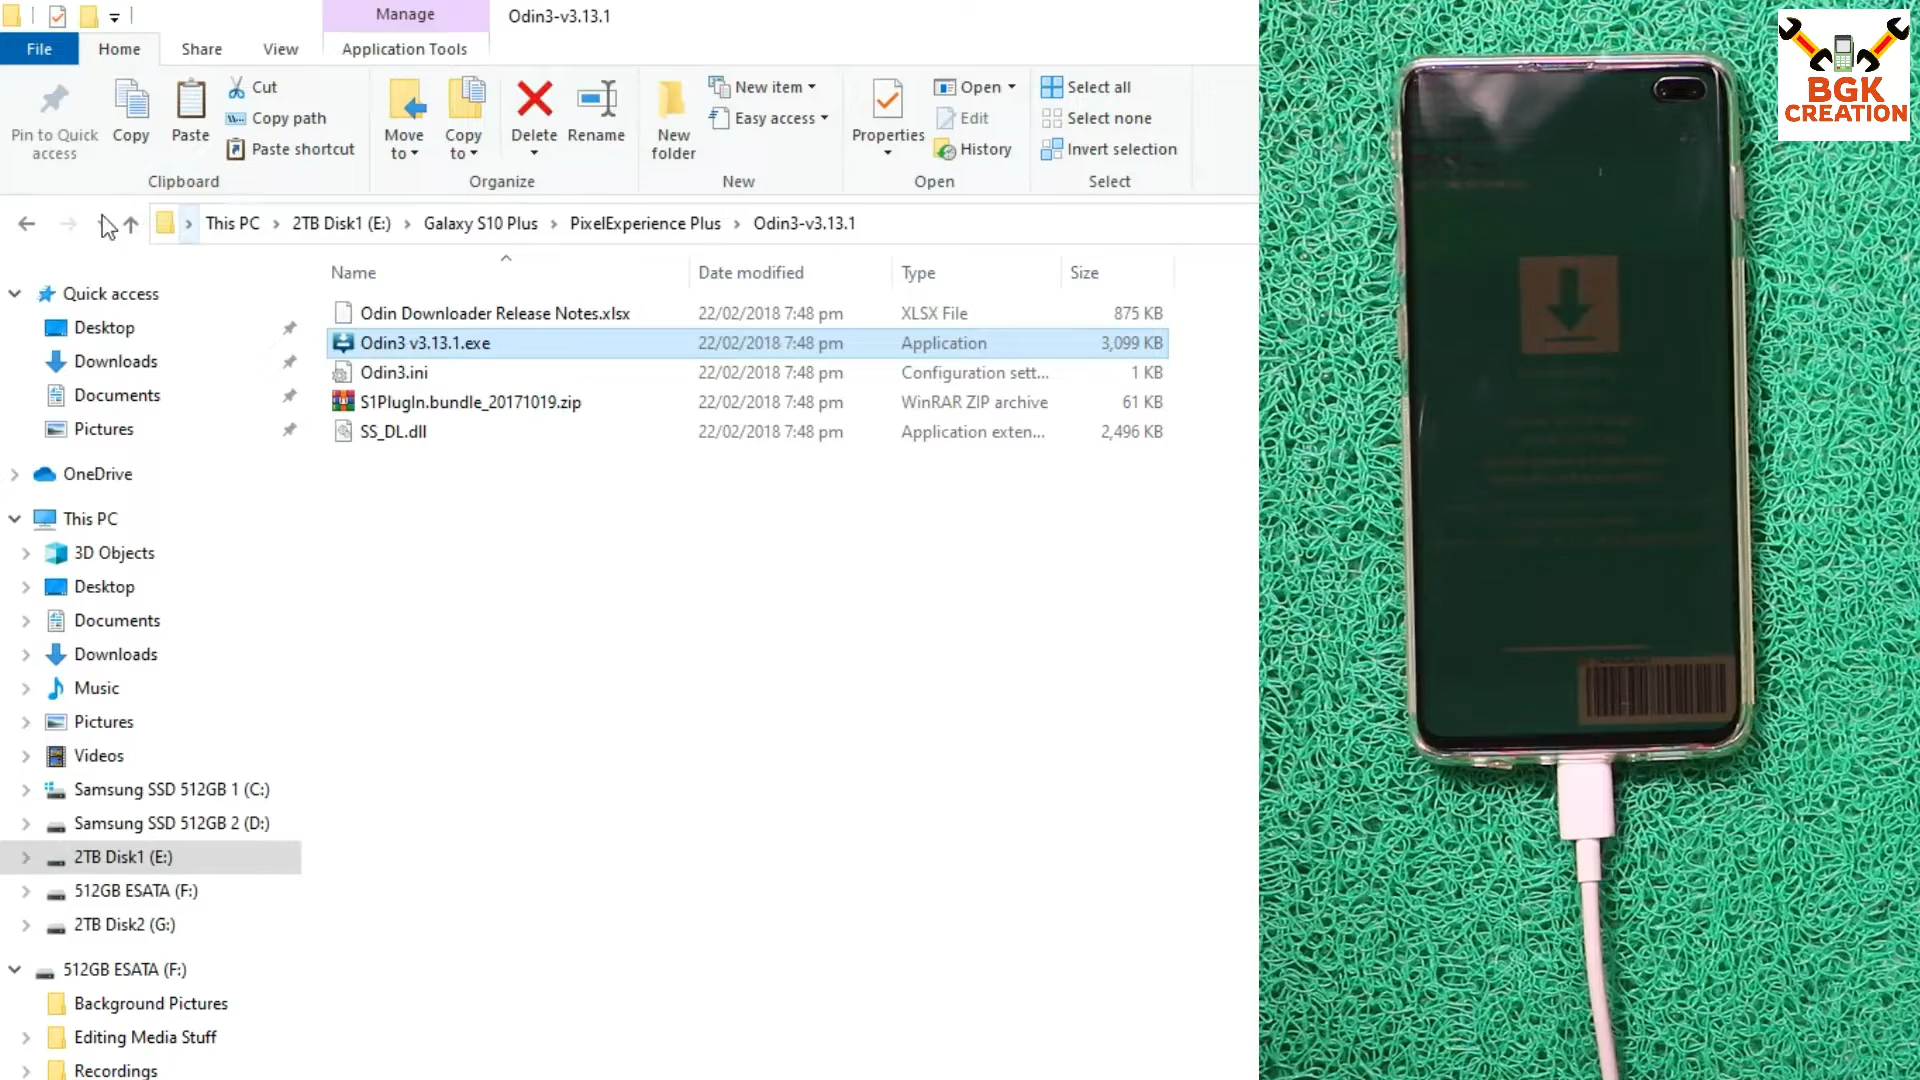 Manage
Odin3-v3.13.1
File
Home
Share
View
Application Tools
Pin to Quick access
Copy
Paste
Cut
Copy path
Paste shortcut
Clipboard
Move to
Copy to
Delete
Rename
Organize
New folder
New item
Easy access
New
Properties
Open
Edit
History
Open
Select all
Select none
Invert selection
Select
This PC > 2TB Disk1 (E:) > Galaxy S10 Plus > PixelExperience Plus > Odin3-v3.13.1
Name Date modified Type Size
Odin Downloader Release Notes.xlsx 22/02/2018 7:48 pm XLSX File 875 KB
Odin3 v3.13.1.exe 22/02/2018 7:48 pm Application 3,099 KB
Odin3.ini 22/02/2018 7:48 pm Configuration sett... 1 KB
S1PlugIn.bundle_20171019.zip 22/02/2018 7:48 pm WinRAR ZIP archive 61 KB
SS_DL.dll 22/02/2018 7:48 pm Application exten... 2,496 KB
Quick access
Desktop
Downloads
Documents
Pictures
OneDrive
This PC
3D Objects
Desktop
Documents
Downloads
Music
Pictures
Videos
Samsung SSD 512GB 1 (C:)
Samsung SSD 512GB 2 (D:)
2TB Disk1 (E:)
512GB ESATA (F:)
2TB Disk2 (G:)
512GB ESATA (F:)
Background Pictures
Editing Media Stuff
Recordings
BGK
CREATION